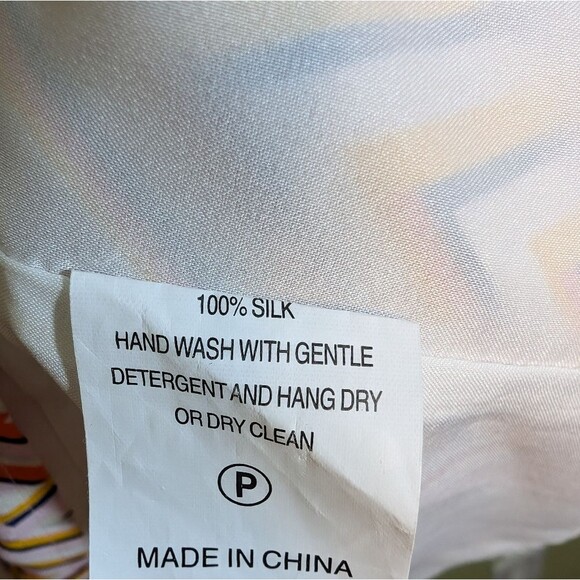 100% SILK
HAND WASH WITH GENTLE
DETERGENT AND HANG DRY
OR DRY CLEAN
P
MADE IN CHINA